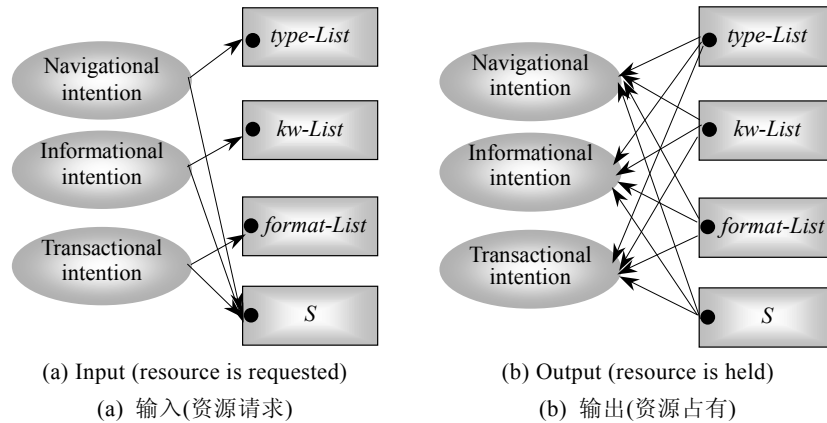 Navigational
intention
Informational
intention
Transactional
intention
type-List
kw-List
format-List
S
(a) Input (resource is requested)
(a) 输入(资源请求)
Navigational
intention
Informational
intention
Transactional
intention
type-List
kw-List
format-List
S
(b) Output (resource is held)
(b) 输出(资源占有)